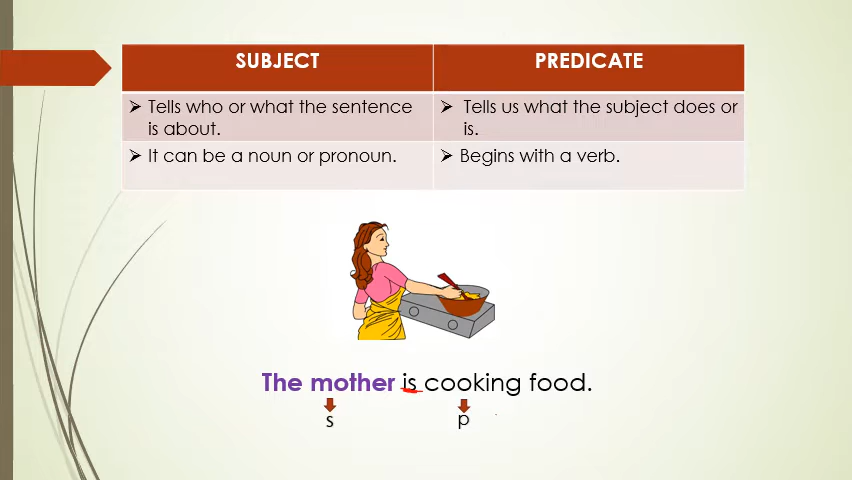 SUBJECT
PREDICATE
➢ Tells who or what the sentence
is about.
➢ Tells us what the subject does or
is.
➢ It can be a noun or pronoun.
➢ Begins with a verb.
The mother is cooking food.
s
p